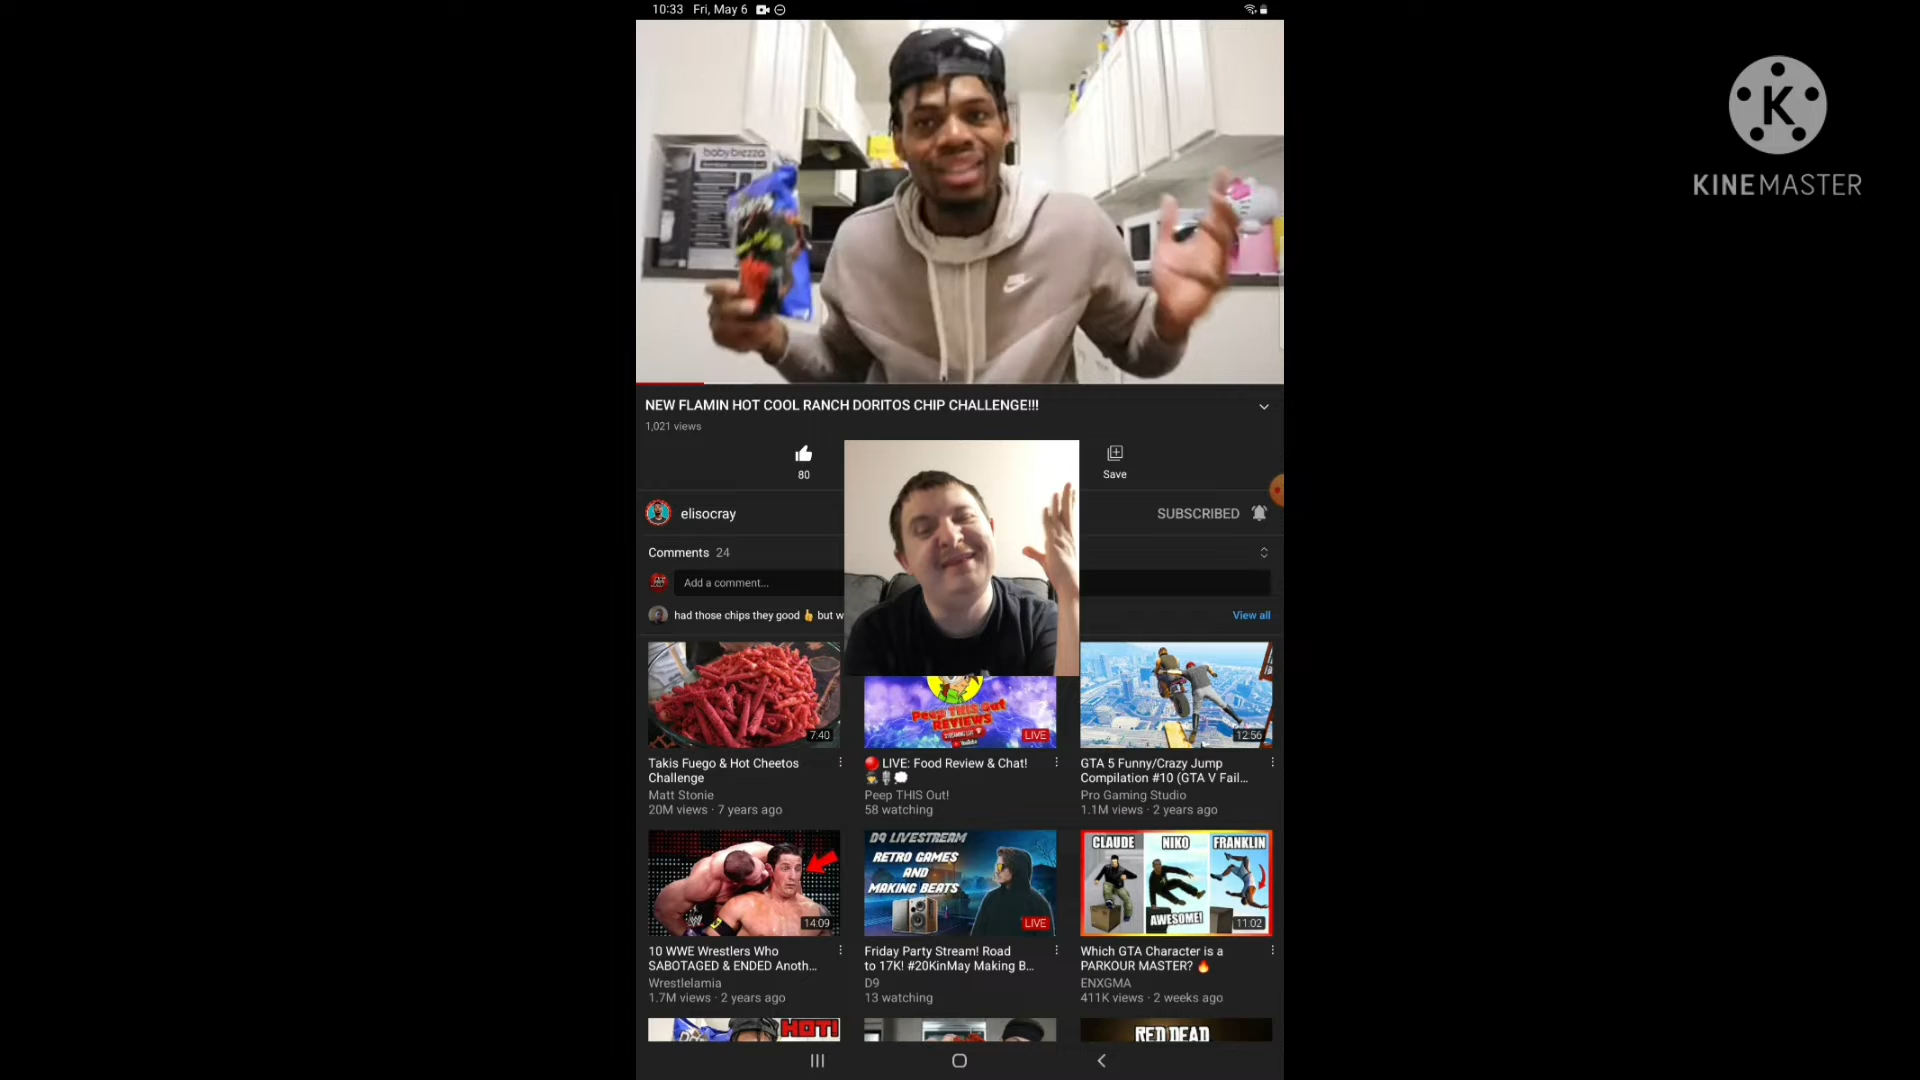 10:33 Fri, May 6
KINEMASTER
babybrezza
NEW FLAMIN HOT COOL RANCH DORITOS CHIP CHALLENGE!!!
1,021 views
80
Save
elisocray
SUBSCRIBED
Comments 24
Add a comment...
had those chips they good 👍 but w
View all
7:40
Peep THIS Out
REVIEWS
YouTube
LIVE
12:56
Takis Fuego & Hot Cheetos
Challenge
Matt Stonie
20M views · 7 years ago
🔴LIVE: Food Review & Chat!
Peep THIS Out!
58 watching
GTA 5 Funny/Crazy Jump
Compilation #10 (GTA V Fail...
Pro Gaming Studio
1.1M views · 2 years ago
14:09
D9 LIVESTREAM
RETRO GAMES
AND
MAKING BEATS
LIVE
CLAUDE NIKO FRANKLIN
AWESOME!
11:02
10 WWE Wrestlers Who
SABOTAGED & ENDED Anoth...
Wrestlelamia
1.7M views · 2 years ago
Friday Party Stream! Road
to 17K! #20KinMay Making B...
D9
13 watching
Which GTA Character is a
PARKOUR MASTER? 🔥
ENXGMA
411K views · 2 weeks ago
HOT!
RED DEAD